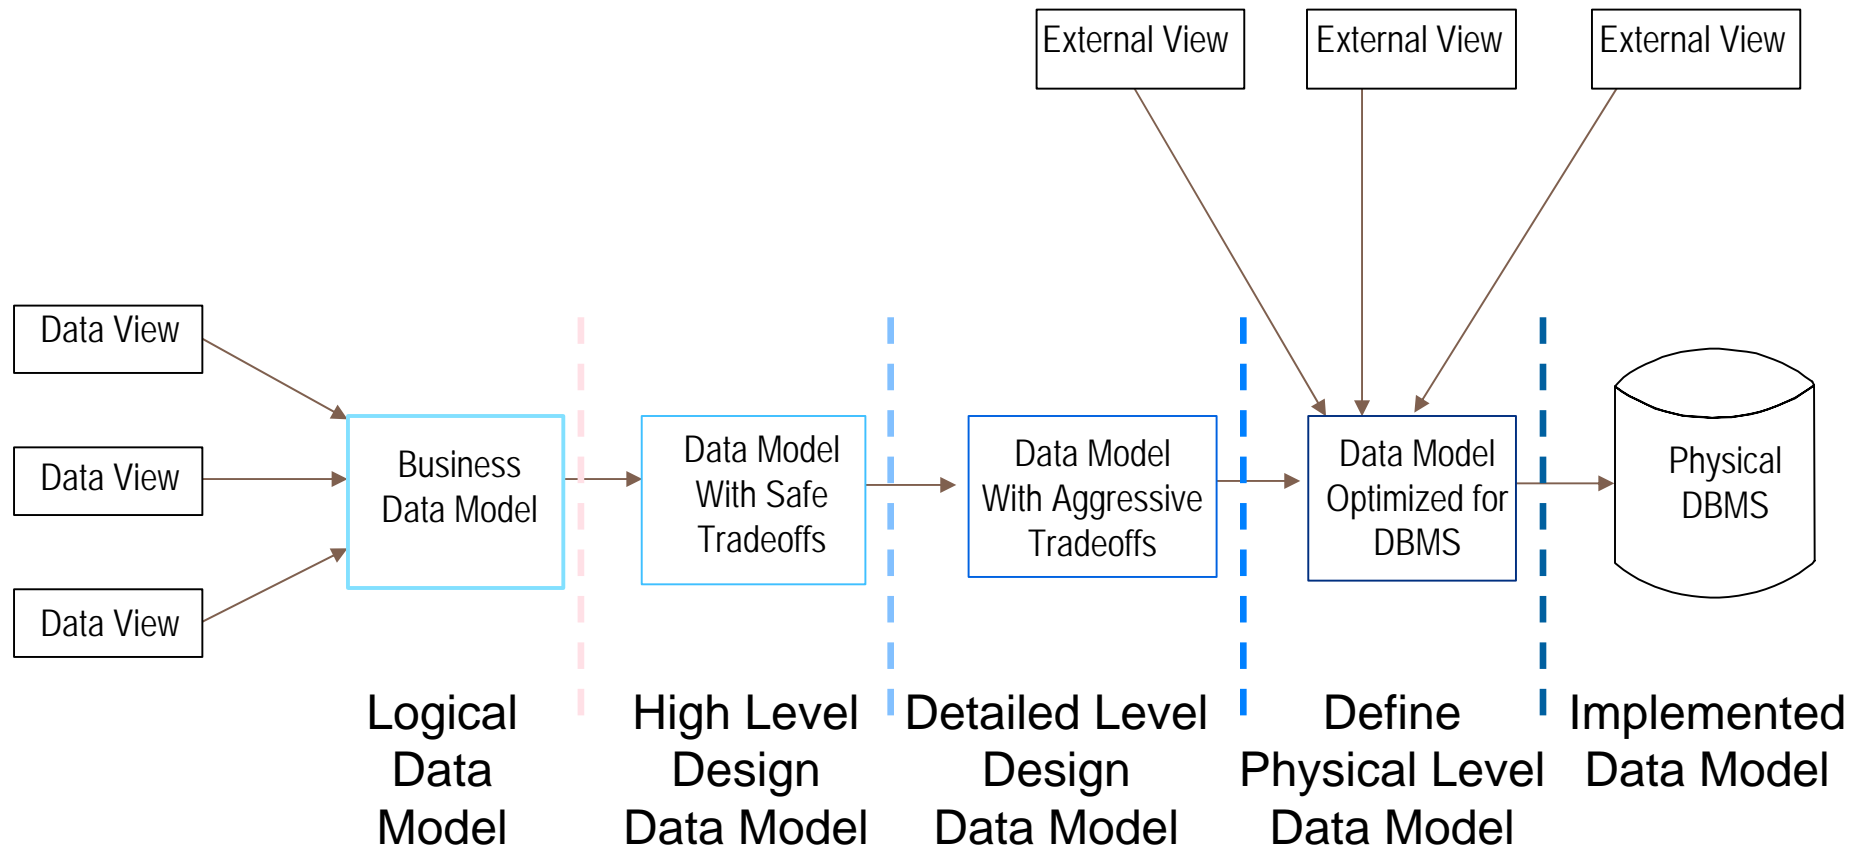 External View
External View
External View
Data View
Data View
Data View
Business
Data Model
Data Model
With Safe
Tradeoffs
Data Model
With Aggressive
Tradeoffs
Data Model
Optimized for
DBMS
Physical
DBMS
Logical
Data
Model
High Level
Design
Data Model
Detailed Level
Design
Data Model
Define
Physical Level
Data Model
Implemented
Data Model